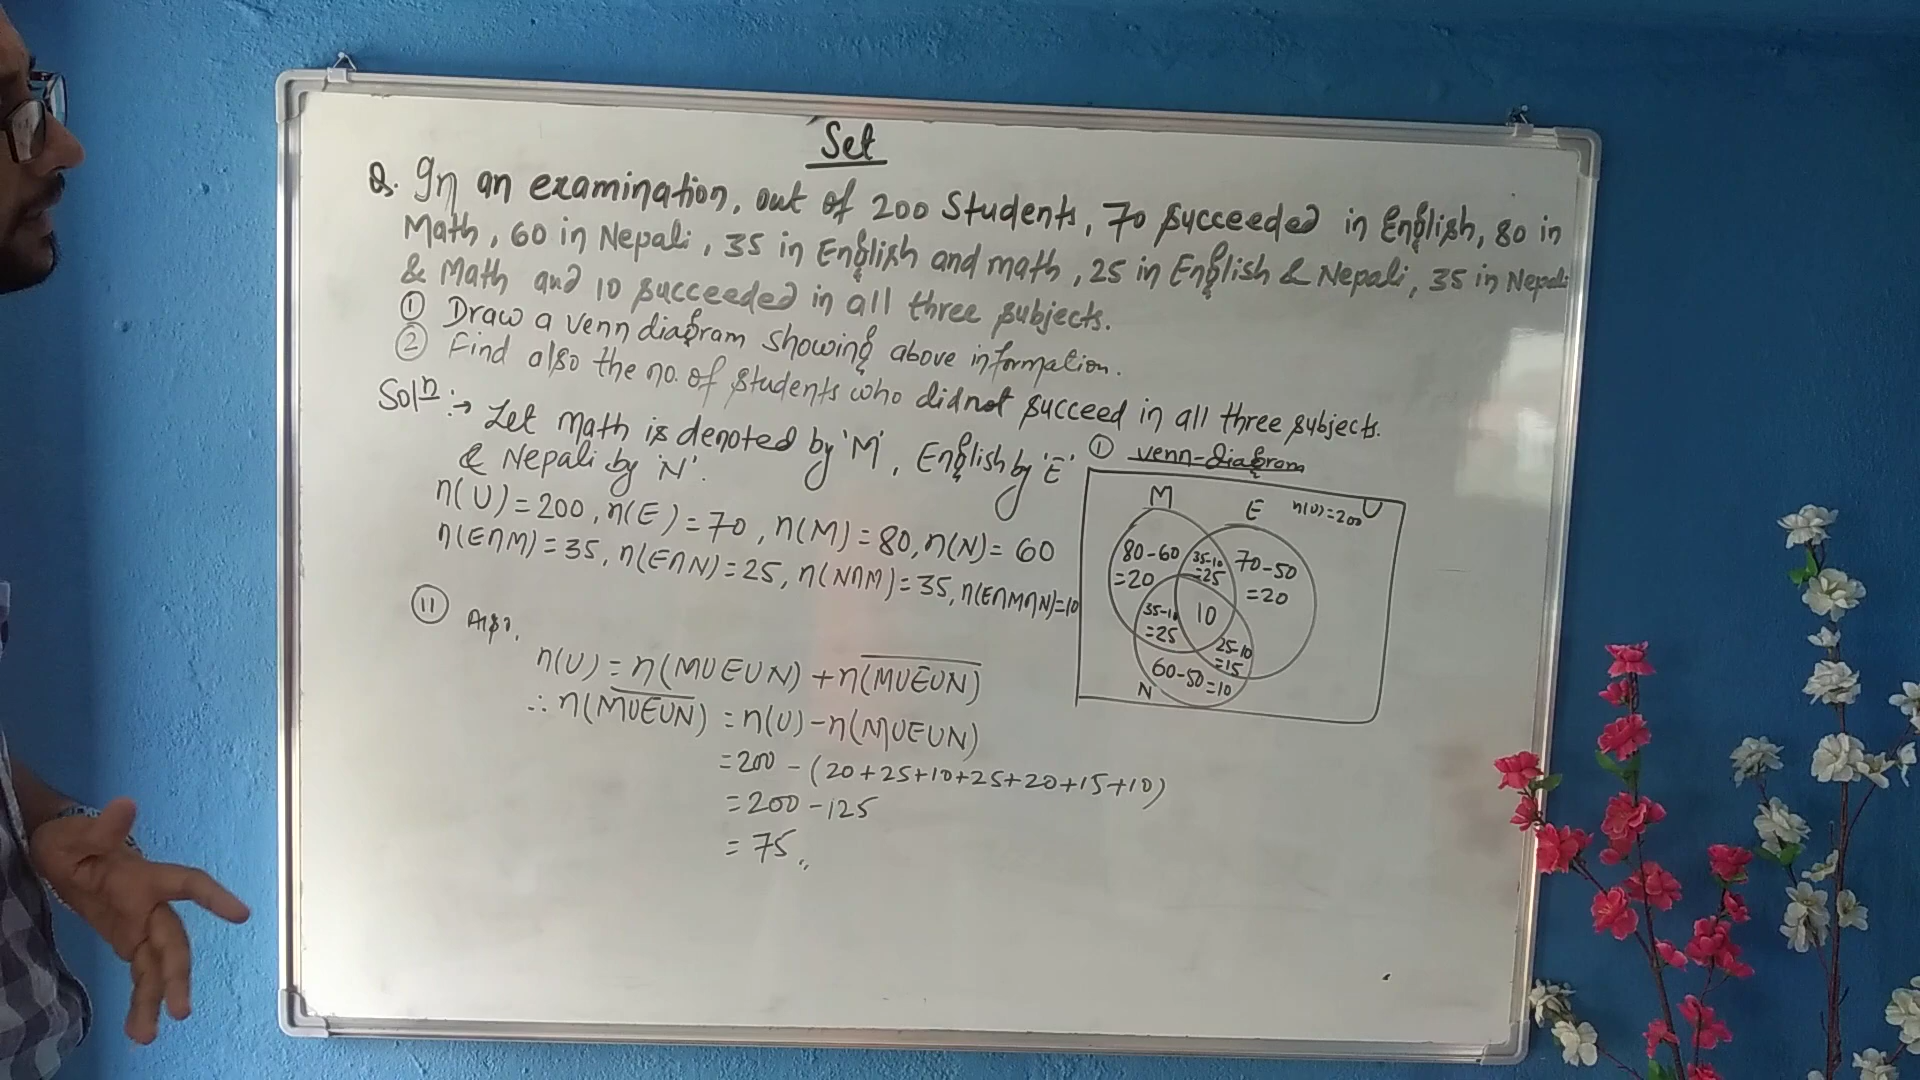 Set
Q. In an examination, out of 200 students, 70 succeeded in English, 80 in
Math, 60 in Nepali, 35 in English and math, 25 in English & Nepali, 35 in Nepali
& Math and 10 succeeded in all three subjects.
① Draw a venn diagram showing above information.
② Find also the no. of students who did not succeed in all three subjects.
Solⁿ:→ Let Math is denoted by 'M', English by 'E'
& Nepali by 'N'.
n(U) = 200, n(E) = 70, n(M) = 80, n(N) = 60
n(E∩M) = 35, n(E∩N) = 25, n(N∩M) = 35, n(E∩M∩N) = 10
① venn-diagram
M
E
n(U)=200
U
80-60
=20
35-10
=25
70-50
=20
35-10
=25
10
25-10
=15
60-50=10
N
(ii)
n(U) = n(MUEUN) + n(M̅U̅E̅U̅N̅)
∴ n(M̅U̅E̅U̅N̅) = n(U) - n(MUEUN)
= 200 - (20+25+10+25+20+15+10)
= 200 - 125
= 75